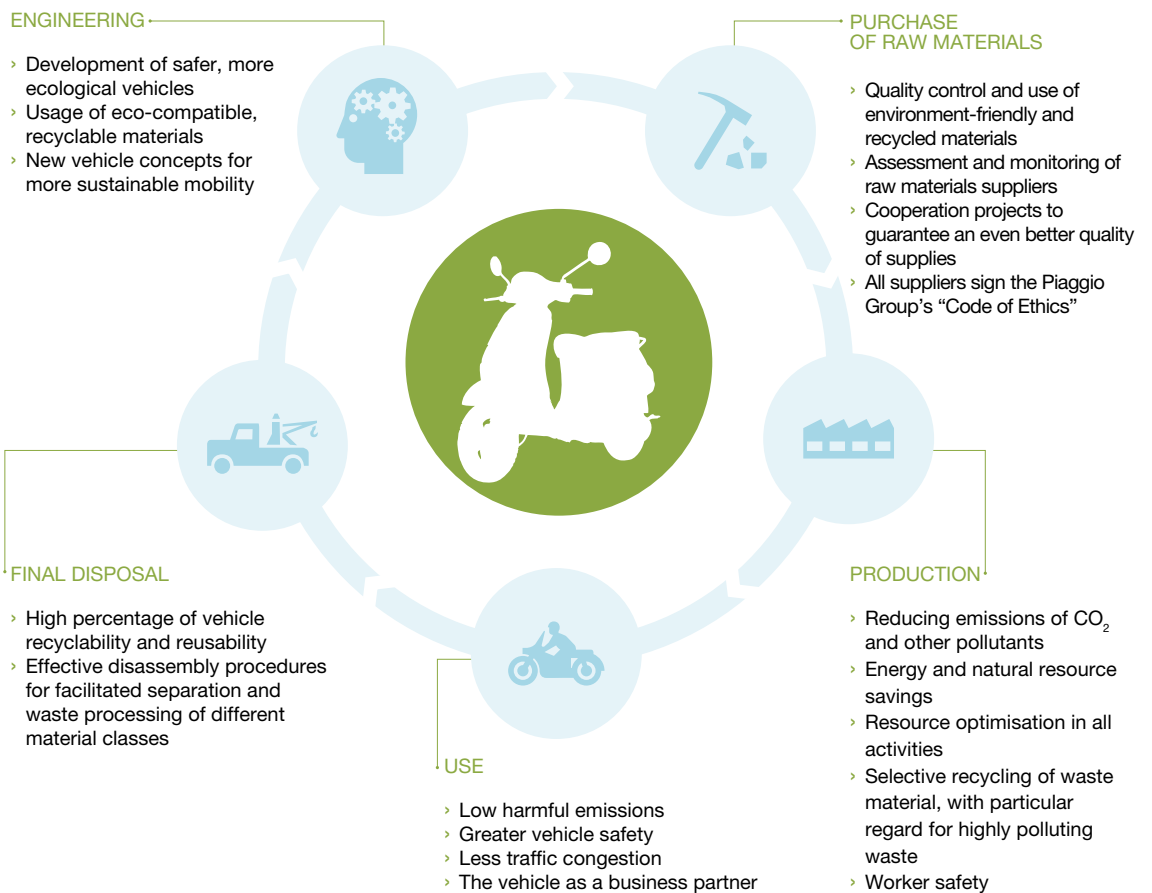 ENGINEERING
› Development of safer, more
ecological vehicles
› Usage of eco-compatible,
recyclable materials
› New vehicle concepts for
more sustainable mobility
PURCHASE
OF RAW MATERIALS
› Quality control and use of
environment-friendly and
recycled materials
› Assessment and monitoring of
raw materials suppliers
› Cooperation projects to
guarantee an even better quality
of supplies
› All suppliers sign the Piaggio
Group’s “Code of Ethics”
FINAL DISPOSAL
› High percentage of vehicle
recyclability and reusability
› Effective disassembly procedures
for facilitated separation and
waste processing of different
material classes
USE
› Low harmful emissions
› Greater vehicle safety
› Less traffic congestion
› The vehicle as a business partner
PRODUCTION
› Reducing emissions of CO₂
and other pollutants
› Energy and natural resource
savings
› Resource optimisation in all
activities
› Selective recycling of waste
material, with particular
regard for highly polluting
waste
› Worker safety